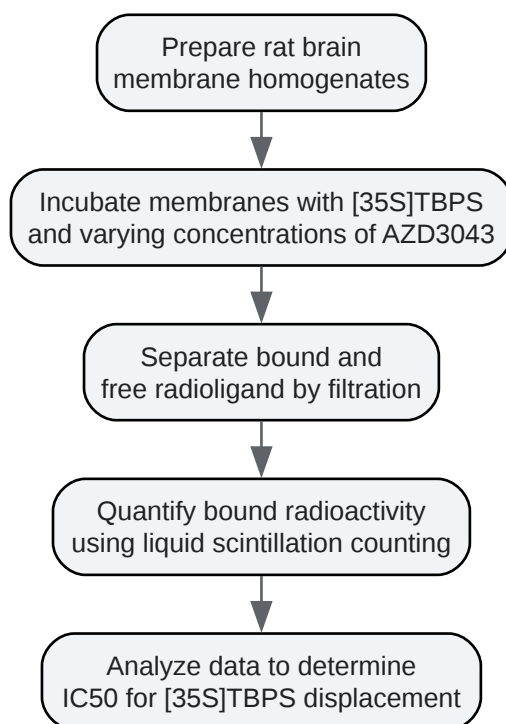 Prepare rat brain
membrane homogenates
Incubate membranes with [35S]TBPS
and varying concentrations of AZD3043
Separate bound and
free radioligand by filtration
Quantify bound radioactivity
using liquid scintillation counting
Analyze data to determine
IC50 for [35S]TBPS displacement